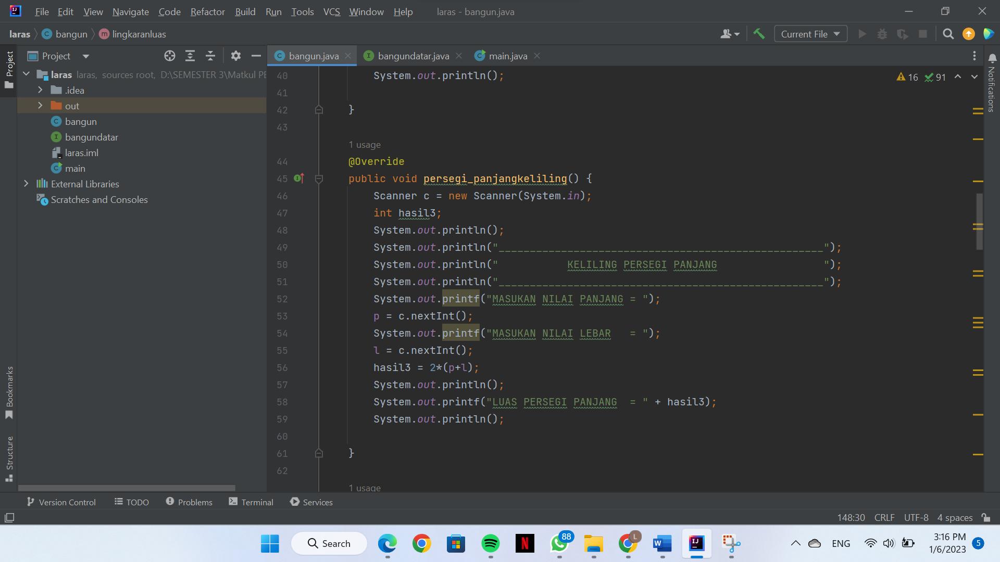 File Edit View Navigate Code Refactor Build Run Tools VCS Window Help laras - bangun.java
laras bangun lingkaranluas
Current File
Project
Project
bangun.java bangundatar.java main.java
laras laras, sources root, D:\SEMESTER 3\Matkul PE
.idea
out
bangun
bangundatar
laras.iml
main
External Libraries
Scratches and Consoles
16 91
Notifications
40 System.out.println();
41
42 }
43
1 usage
44 @Override
45 public void persegi_panjangkeliling() {
46 Scanner c = new Scanner(System.in);
47 int hasil3;
48 System.out.println();
49 System.out.println("____________________________________________________");
50 System.out.println("           KELILING PERSEGI PANJANG                 ");
51 System.out.println("____________________________________________________");
52 System.out.printf("MASUKAN NILAI PANJANG = ");
53 p = c.nextInt();
54 System.out.printf("MASUKAN NILAI LEBAR   = ");
55 l = c.nextInt();
56 hasil3 = 2*(p+l);
57 System.out.println();
58 System.out.printf("LUAS PERSEGI PANJANG  = " + hasil3);
59 System.out.println();
60
61 }
62
1 usage
Bookmarks
Structure
Version Control TODO Problems Terminal Services
148:30 CRLF UTF-8 4 spaces
Search
88
L
ENG
3:16 PM
1/6/2023
5